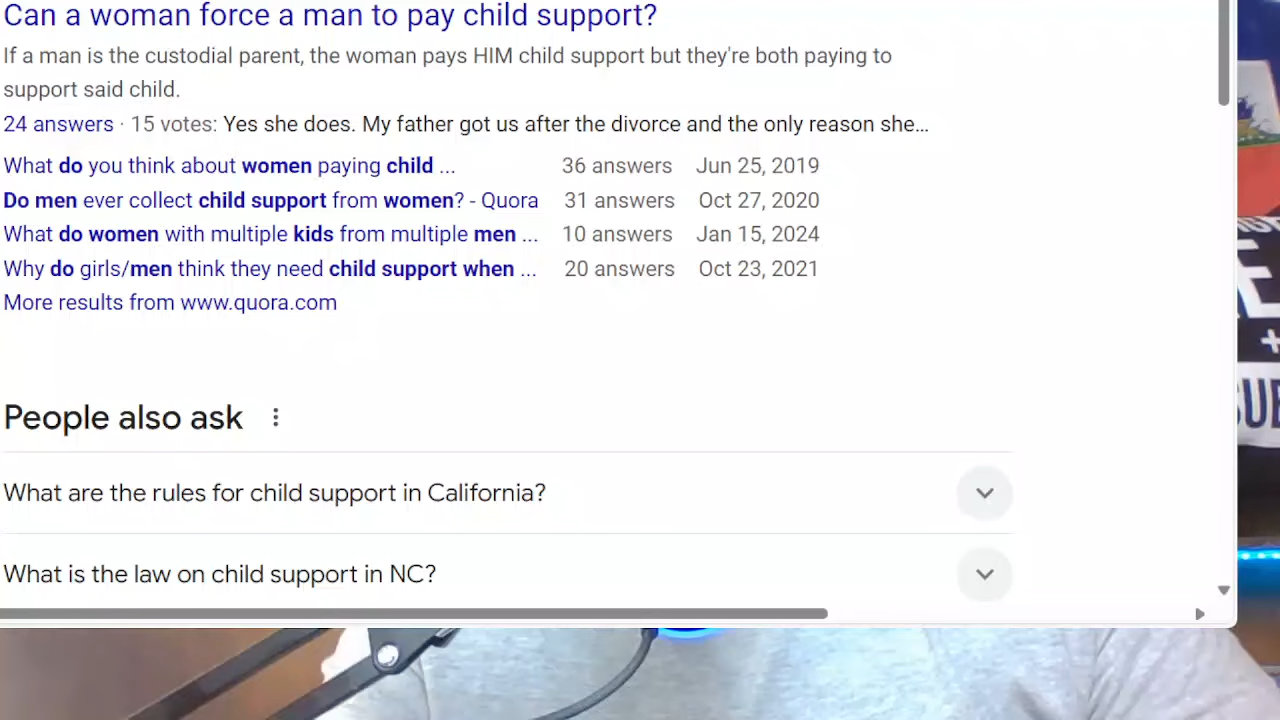 Can a woman force a man to pay child support?
If a man is the custodial parent, the woman pays HIM child support but they're both paying to
support said child.
24 answers · 15 votes: Yes she does. My father got us after the divorce and the only reason she...
What do you think about women paying child ... 36 answers Jun 25, 2019
Do men ever collect child support from women? - Quora 31 answers Oct 27, 2020
What do women with multiple kids from multiple men ... 10 answers Jan 15, 2024
Why do girls/men think they need child support when ... 20 answers Oct 23, 2021
More results from www.quora.com
People also ask
What are the rules for child support in California?
What is the law on child support in NC?